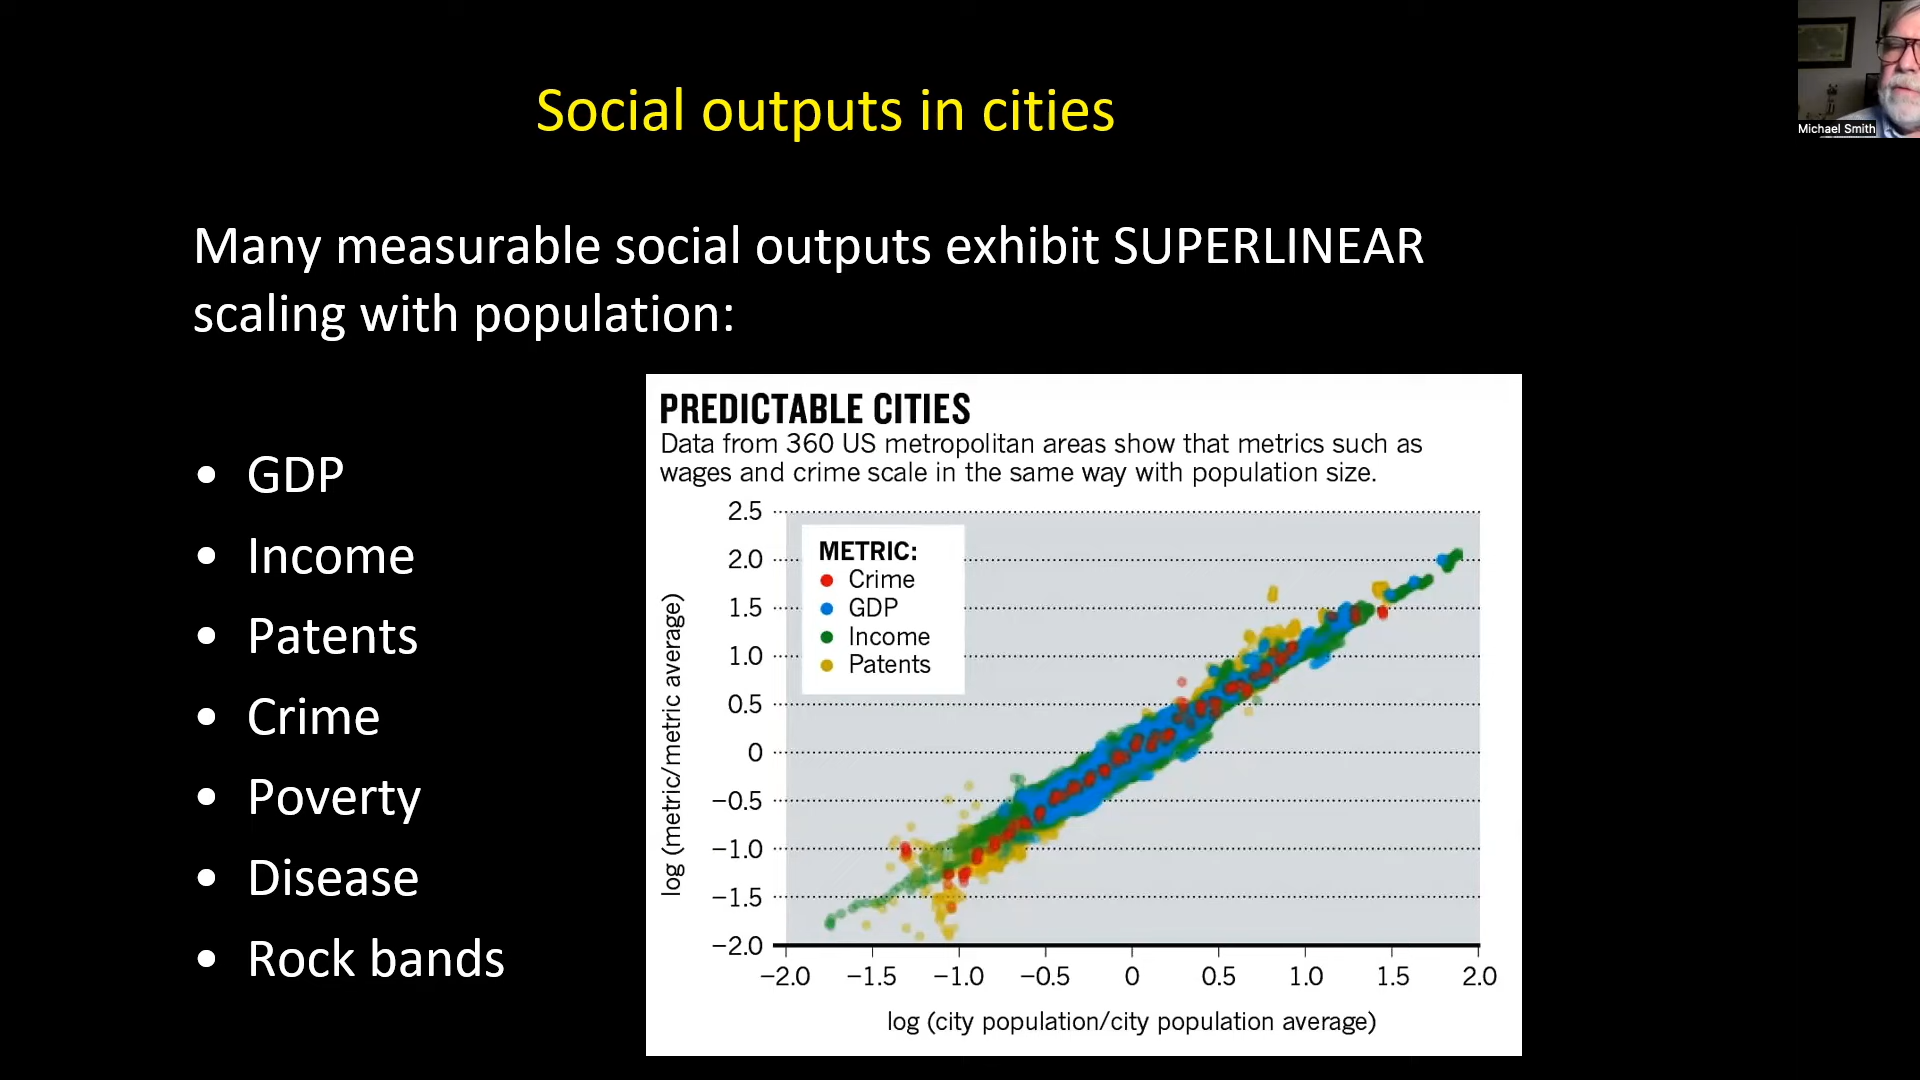 Michael Smith
Social outputs in cities
Many measurable social outputs exhibit SUPERLINEAR
scaling with population:
• GDP
• Income
• Patents
• Crime
• Poverty
• Disease
• Rock bands
PREDICTABLE CITIES
Data from 360 US metropolitan areas show that metrics such as
wages and crime scale in the same way with population size.
METRIC:
Crime
GDP
Income
Patents
log (metric/metric average)
2.5
2.0
1.5
1.0
0.5
0
−0.5
−1.0
−1.5
−2.0
−2.0 −1.5 −1.0 −0.5 0 0.5 1.0 1.5 2.0
log (city population/city population average)